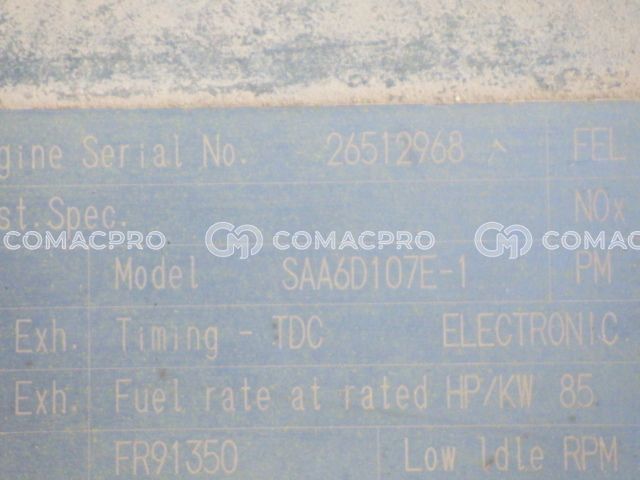 gine Serial No. 26512968 FEL
st.Spec. NOx
COMACPRO COMACPRO COM
Model SAA6D107E-1 PM
Exh. Timing - TDC ELECTRONIC
Exh. Fuel rate at rated HP/KW 85.
FR91350 Low Idle RPM